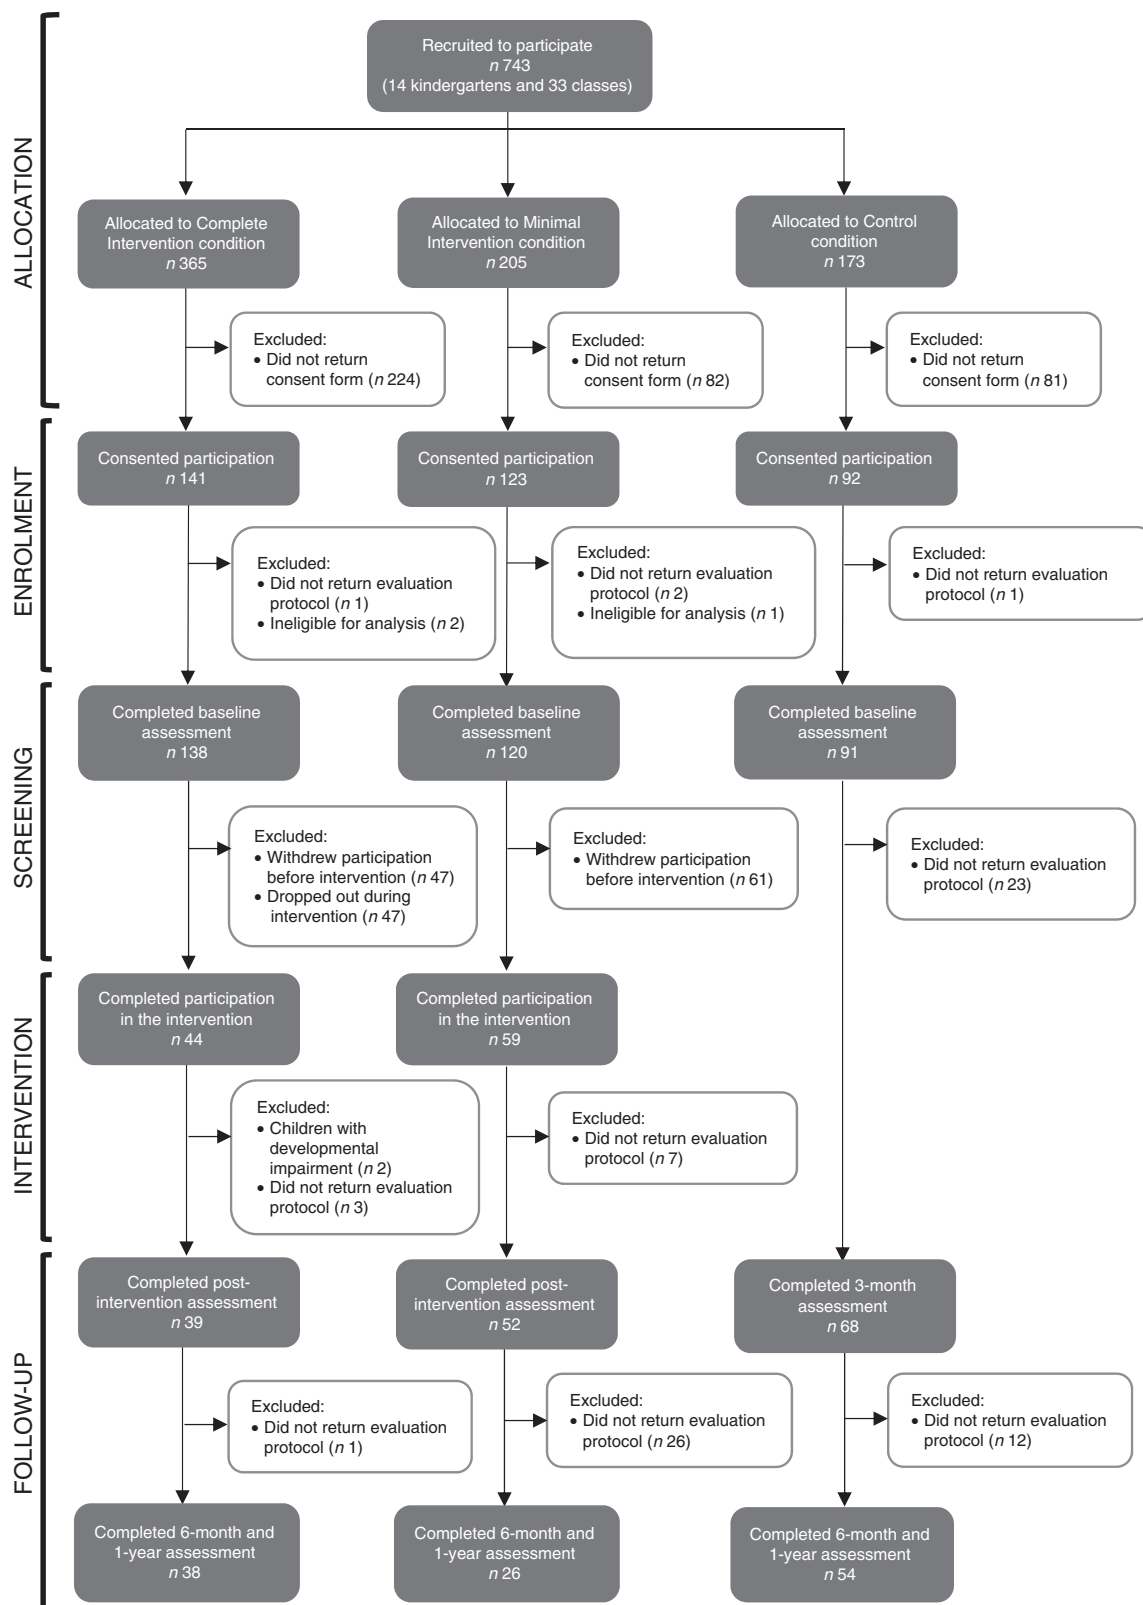 ALLOCATION
Recruited to participate
n 743
(14 kindergartens and 33 classes)
Allocated to Complete
Intervention condition
n 365
Allocated to Minimal
Intervention condition
n 205
Allocated to Control
condition
n 173
Excluded:
• Did not return
consent form (n 224)
Excluded:
• Did not return
consent form (n 82)
Excluded:
• Did not return
consent form (n 81)
ENROLMENT
Consented participation
n 141
Consented participation
n 123
Consented participation
n 92
Excluded:
• Did not return evaluation
protocol (n 1)
• Ineligible for analysis (n 2)
Excluded:
• Did not return evaluation
protocol (n 2)
• Ineligible for analysis (n 1)
Excluded:
• Did not return evaluation
protocol (n 1)
SCREENING
Completed baseline
assessment
n 138
Completed baseline
assessment
n 120
Completed baseline
assessment
n 91
Excluded:
• Withdrew participation
before intervention (n 47)
• Dropped out during
intervention (n 47)
Excluded:
• Withdrew participation
before intervention (n 61)
Excluded:
• Did not return evaluation
protocol (n 23)
INTERVENTION
Completed participation
in the intervention
n 44
Completed participation
in the intervention
n 59
Excluded:
• Children with
developmental
impairment (n 2)
• Did not return evaluation
protocol (n 3)
Excluded:
• Did not return evaluation
protocol (n 7)
FOLLOW-UP
Completed post-
intervention assessment
n 39
Completed post-
intervention assessment
n 52
Completed 3-month
assessment
n 68
Excluded:
• Did not return evaluation
protocol (n 1)
Excluded:
• Did not return evaluation
protocol (n 26)
Excluded:
• Did not return evaluation
protocol (n 12)
Completed 6-month and
1-year assessment
n 38
Completed 6-month and
1-year assessment
n 26
Completed 6-month and
1-year assessment
n 54